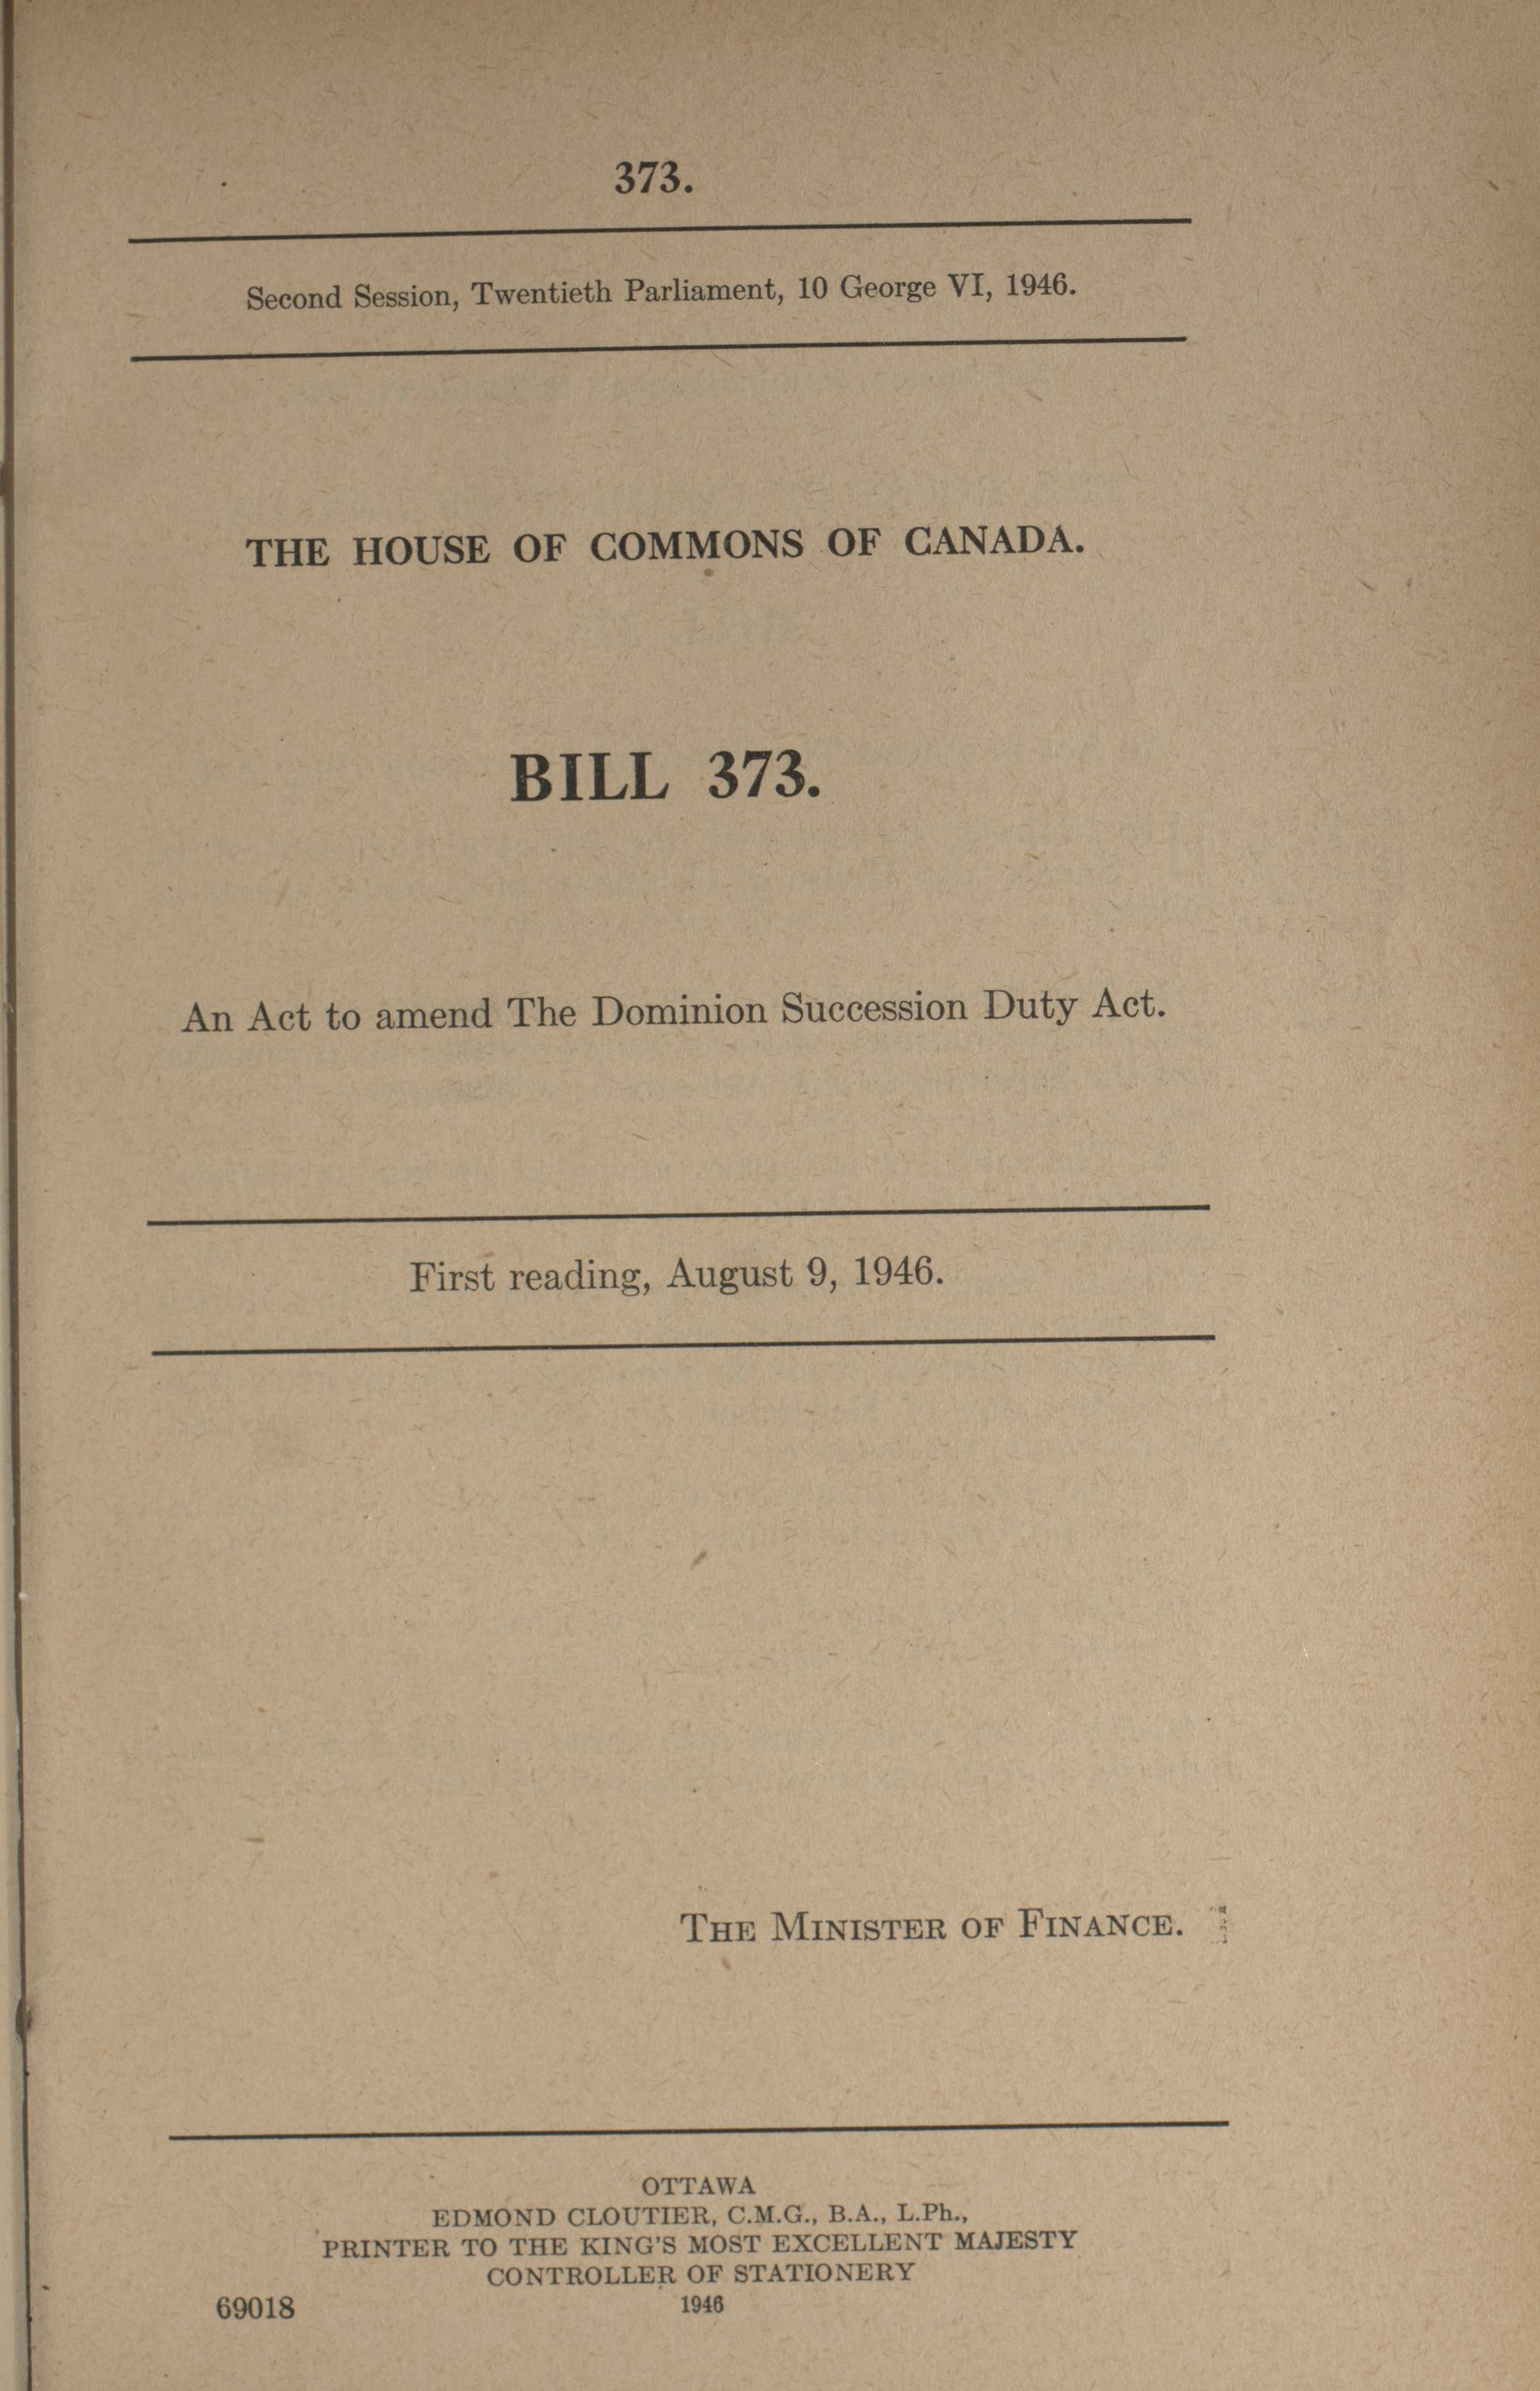 373.
Second Session, Twentieth Parliament, 10 George VI, 1946.
THE HOUSE OF COMMONS OF CANADA.
BILL 373.
An Act to amend The Dominion Succession Duty Act.
First reading, August 9, 1946.
THE MINISTER OF FINANCE.
OTTAWA
EDMOND CLOUTIER, C.M.G., B.A., L.Ph.,
PRINTER TO THE KING'S MOST EXCELLENT MAJESTY
CONTROLLER OF STATIONERY
69018 1946